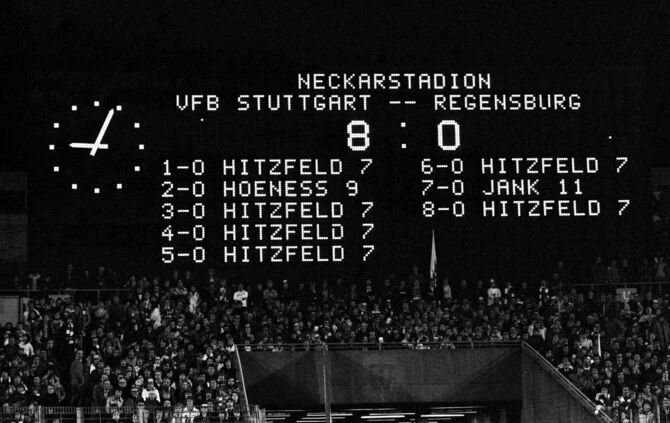 NECKARSTADION
VFB STUTTGART -- REGENSBURG
8 : 0
1-0 HITZFELD 7
2-0 HOENESS 9
3-0 HITZFELD 7
4-0 HITZFELD 7
5-0 HITZFELD 7
6-0 HITZFELD 7
7-0 JANK 11
8-0 HITZFELD 7